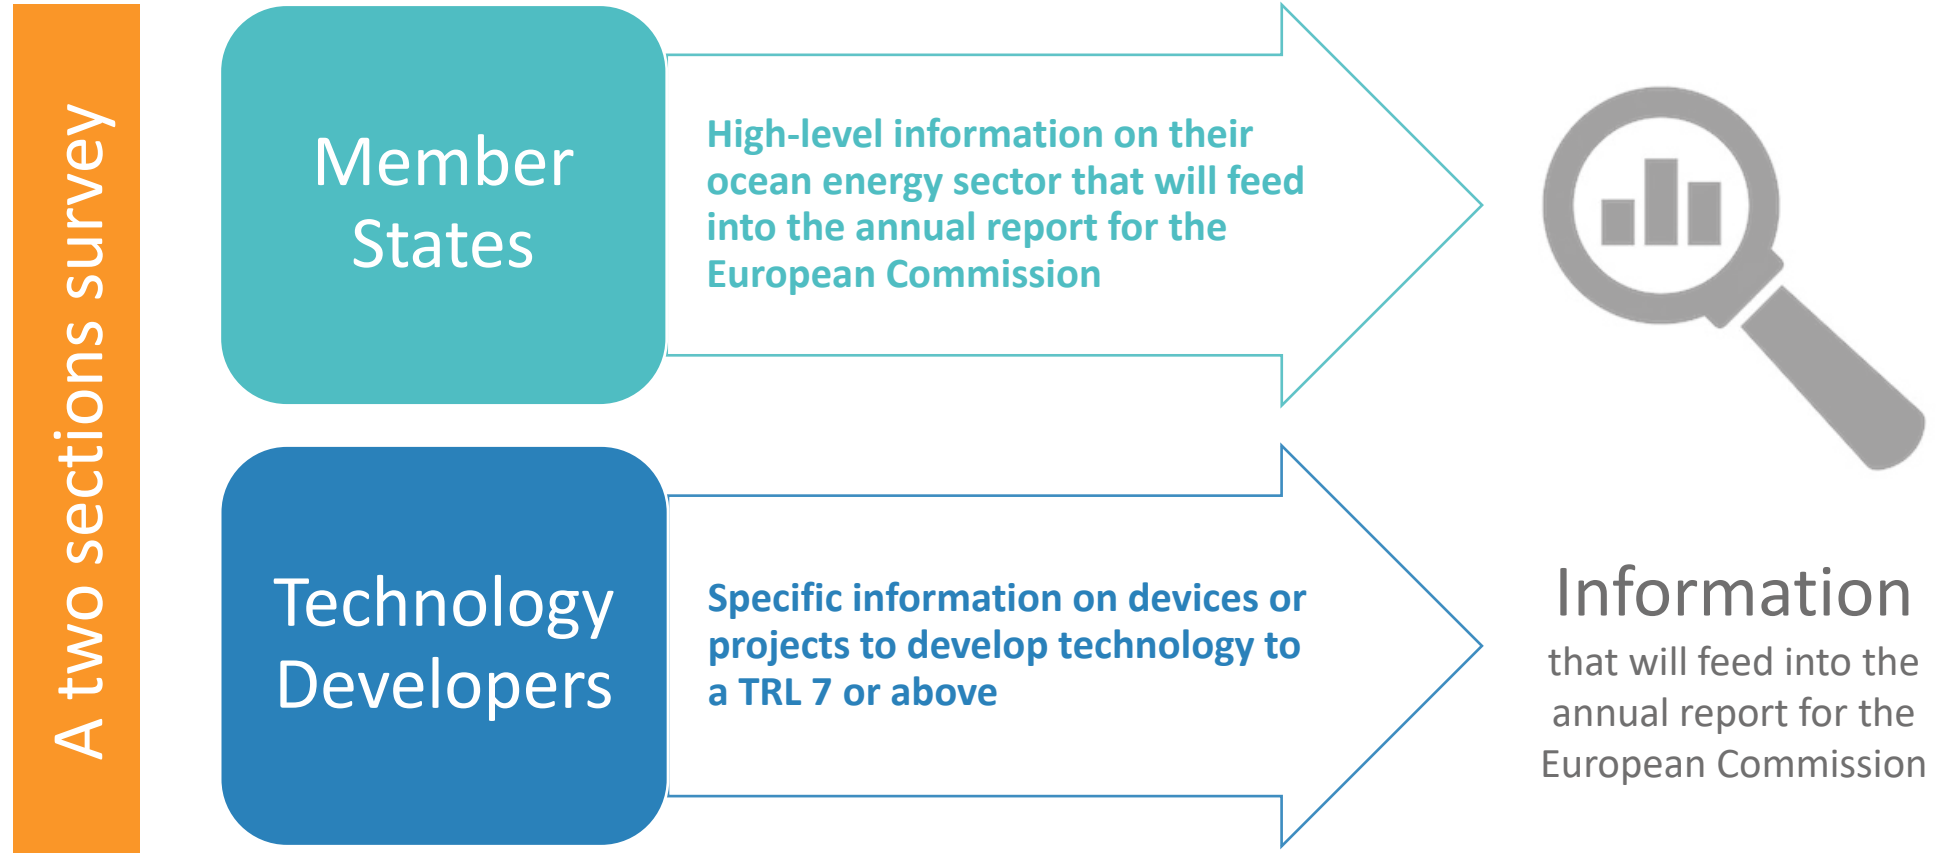 A two sections survey
Member
States
High-level information on their
ocean energy sector that will feed
into the annual report for the
European Commission
Technology
Developers
Specific information on devices or
projects to develop technology to
a TRL 7 or above
Information
that will feed into the
annual report for the
European Commission